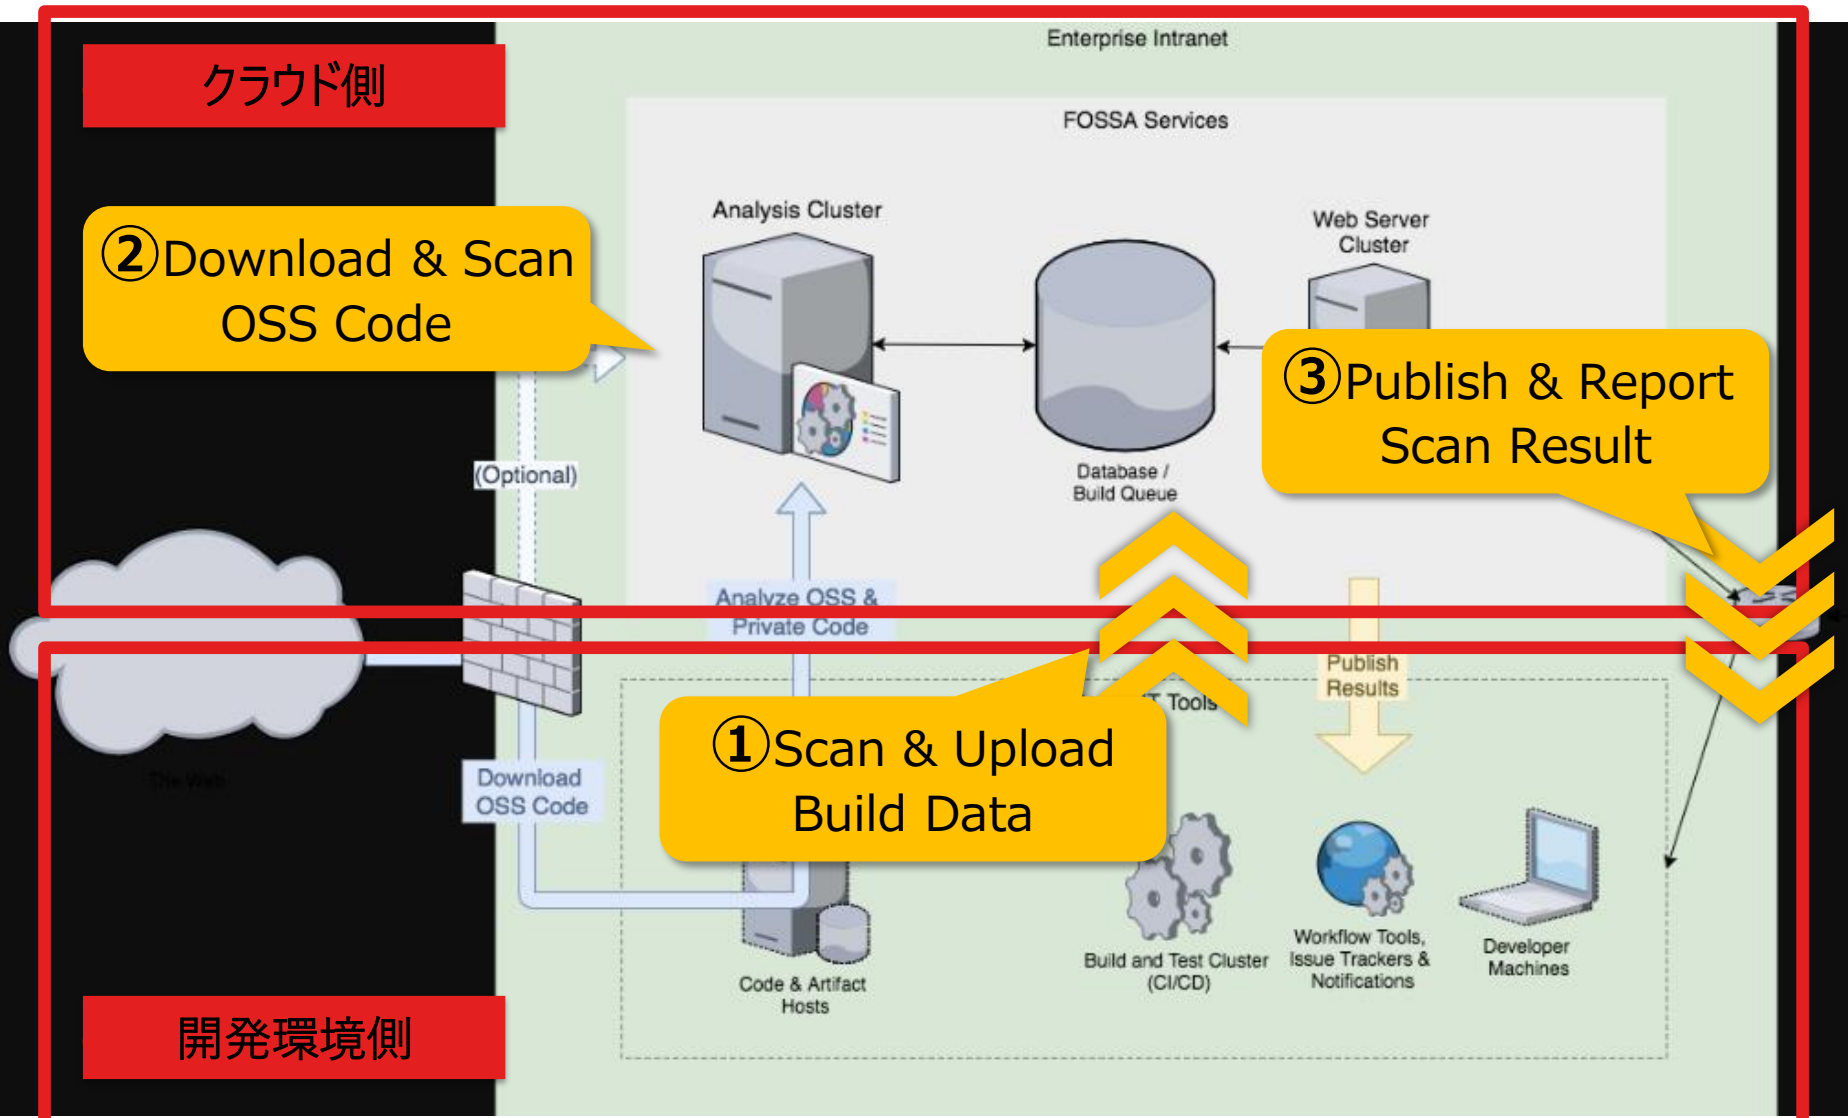 Enterprise Intranet
クラウド側
FOSSA Services
Analysis Cluster
Web Server
Cluster
②Download & Scan
OSS Code
③Publish & Report
Scan Result
(Optional)
Database /
Build Queue
Analyze OSS &
Private Code
Publish
Results
Tools
①Scan & Upload
Build Data
The Web
Download
OSS Code
Build and Test Cluster
(CI/CD)
Workflow Tools,
Issue Trackers &
Notifications
Developer
Machines
Code & Artifact
Hosts
開発環境側